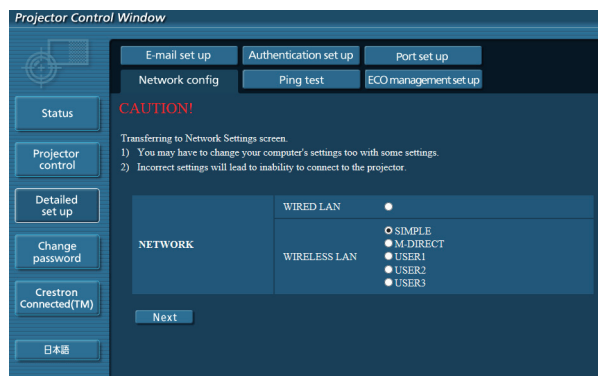 Projector Control Window
E-mail set up
Authentication set up
Port set up
Network config
Ping test
ECO management set up
Status
Projector
control
Detailed
set up
Change
password
Crestron
Connected(TM)
日本語
CAUTION!
Transferring to Network Settings screen.
1) You may have to change your computer's settings too with some settings.
2) Incorrect settings will lead to inability to connect to the projector.
NETWORK
WIRED LAN
WIRELESS LAN
SIMPLE
M-DIRECT
USER1
USER2
USER3
Next